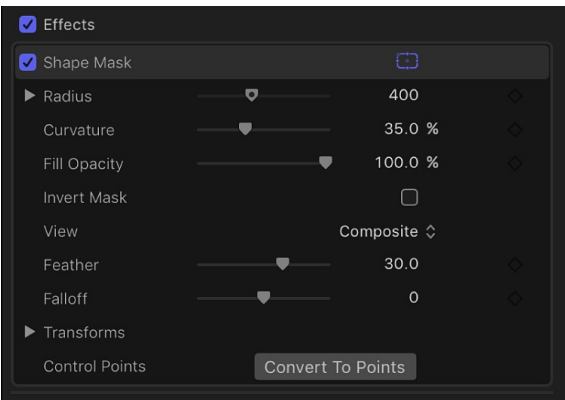 Effects
Shape Mask
Radius 400
Curvature 35.0 %
Fill Opacity 100.0 %
Invert Mask
View Composite
Feather 30.0
Falloff 0
Transforms
Control Points Convert To Points